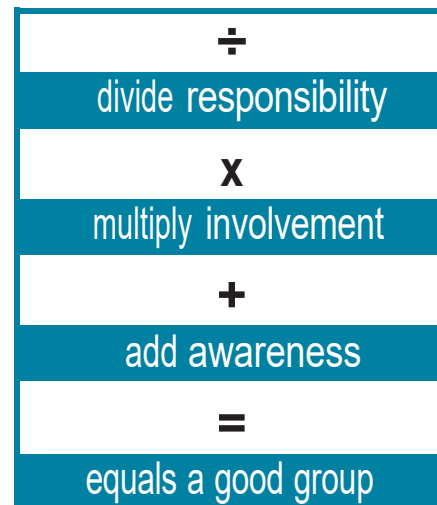 ÷
divide responsibility
x
multiply involvement
+
add awareness
=
equals a good group